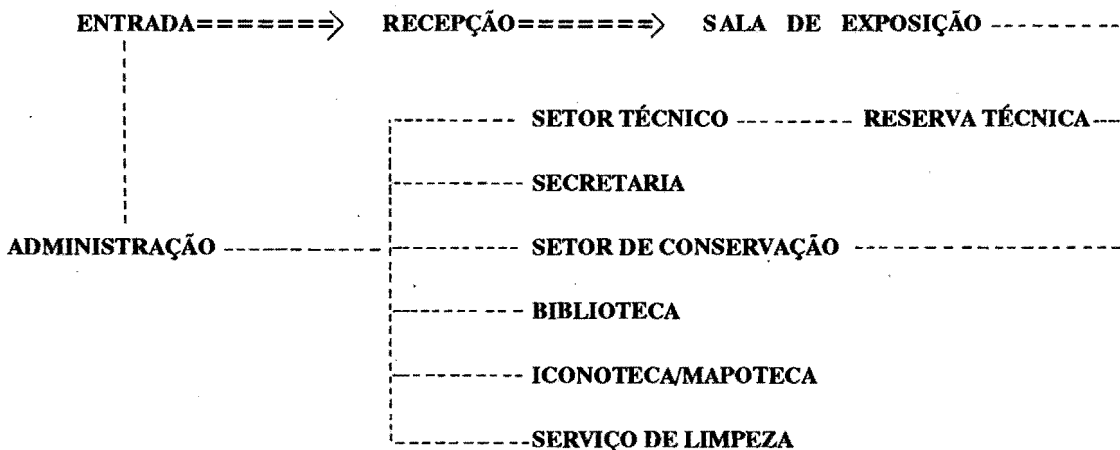 ENTRADA=======> RECEPÇÃO=======> SALA DE EXPOSIÇÃO
SETOR TÉCNICO RESERVA TÉCNICA
SECRETARIA
ADMINISTRAÇÃO SETOR DE CONSERVAÇÃO
BIBLIOTECA
ICONOTECA/MAPOTECA
SERVIÇO DE LIMPEZA